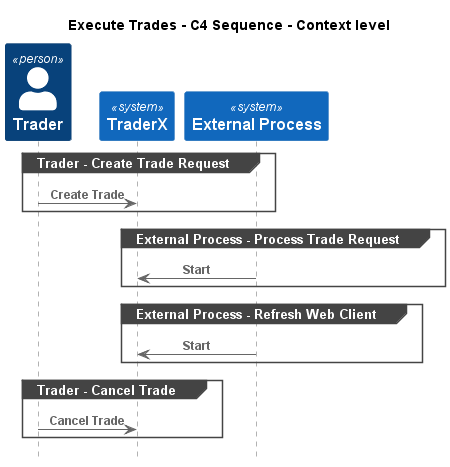 Execute Trades - C4 Sequence - Context level
«person»
Trader
«system»
TraderX
«system»
External Process
Trader - Create Trade Request
Create Trade
External Process - Process Trade Request
Start
External Process - Refresh Web Client
Start
Trader - Cancel Trade
Cancel Trade